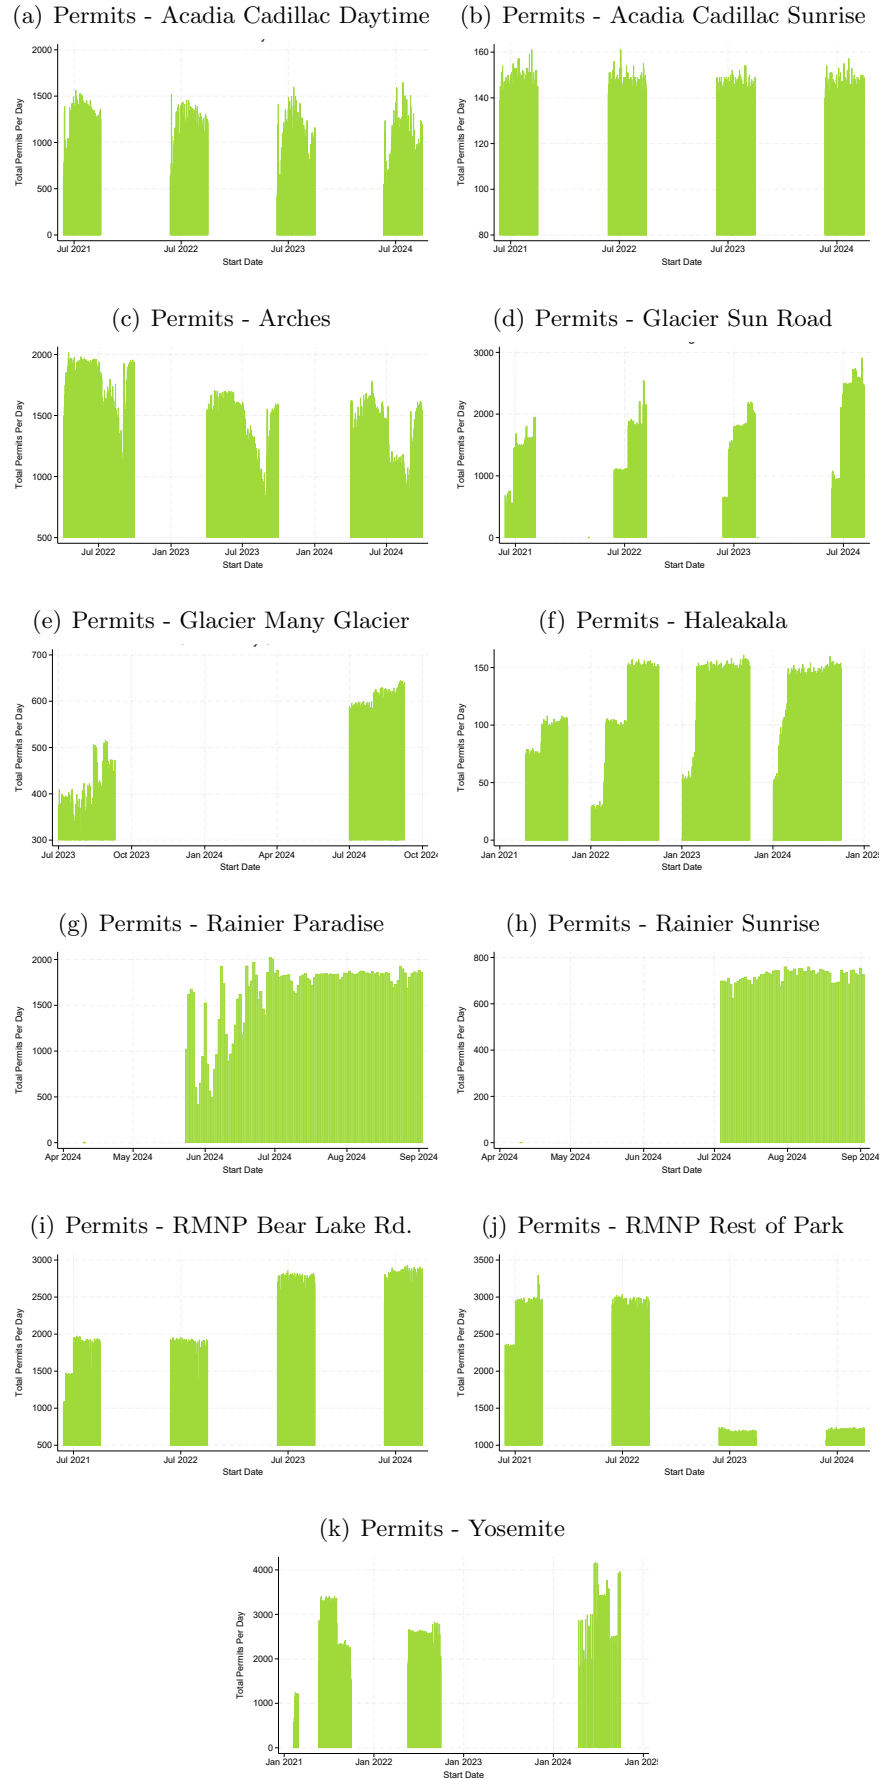 (a) Permits - Acadia Cadillac Daytime
(b) Permits - Acadia Cadillac Sunrise
Total Permits Per Day
2000
1500
1000
500
0
Jul 2021 Jul 2022 Jul 2023 Jul 2024
Start Date
Total Permits Per Day
160
140
120
100
80
Jul 2021 Jul 2022 Jul 2023 Jul 2024
Start Date
(c) Permits - Arches
(d) Permits - Glacier Sun Road
Total Permits Per Day
2000
1500
1000
500
Jul 2022 Jan 2023 Jul 2023 Jan 2024 Jul 2024
Start Date
Total Permits Per Day
3000
2000
1000
0
Jul 2021 Jul 2022 Jul 2023 Jul 2024
Start Date
(e) Permits - Glacier Many Glacier
(f) Permits - Haleakala
Total Permits Per Day
700
600
500
400
300
Jul 2023 Oct 2023 Jan 2024 Apr 2024 Jul 2024 Oct 2024
Start Date
Total Permits Per Day
150
100
50
0
Jan 2021 Jan 2022 Jan 2023 Jan 2024 Jan 2025
Start Date
(g) Permits - Rainier Paradise
(h) Permits - Rainier Sunrise
Total Permits Per Day
2000
1500
1000
500
0
Apr 2024 May 2024 Jun 2024 Jul 2024 Aug 2024 Sep 2024
Start Date
Total Permits Per Day
800
600
400
200
0
Apr 2024 May 2024 Jun 2024 Jul 2024 Aug 2024 Sep 2024
Start Date
(i) Permits - RMNP Bear Lake Rd.
(j) Permits - RMNP Rest of Park
Total Permits Per Day
3000
2500
2000
1500
1000
500
Jul 2021 Jul 2022 Jul 2023 Jul 2024
Start Date
Total Permits Per Day
3500
3000
2500
2000
1500
1000
Jul 2021 Jul 2022 Jul 2023 Jul 2024
Start Date
(k) Permits - Yosemite
Total Permits Per Day
4000
3000
2000
1000
0
Jan 2021 Jan 2022 Jan 2023 Jan 2024 Jan 2025
Start Date